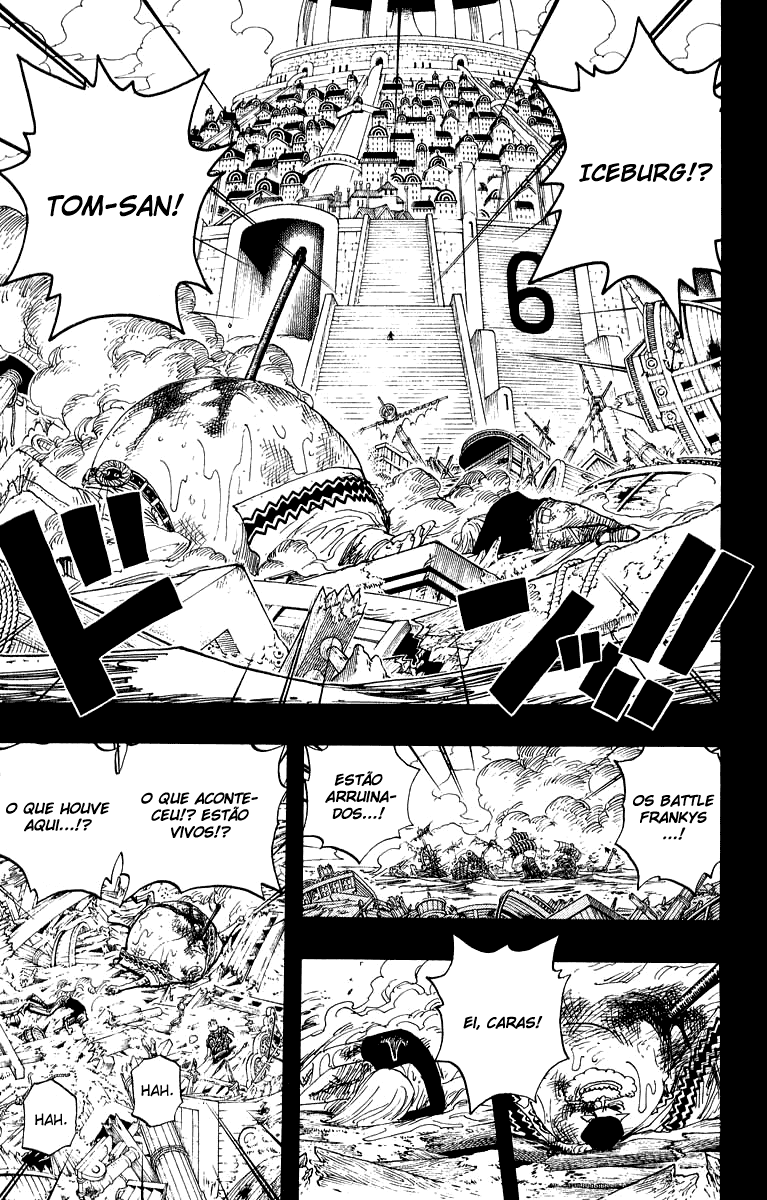 ICEBURG!?
TOM-SAN!
6
ドン!!
OS BATTLE
FRANKYS
...!
ESTÃO
ARRUINA-
DOS...!
EI, CARAS!
O QUE ACONTE-
CEU!? ESTÃO
VIVOS!?
O QUE HOUVE
AQUI...!?
HAH.
HAH.